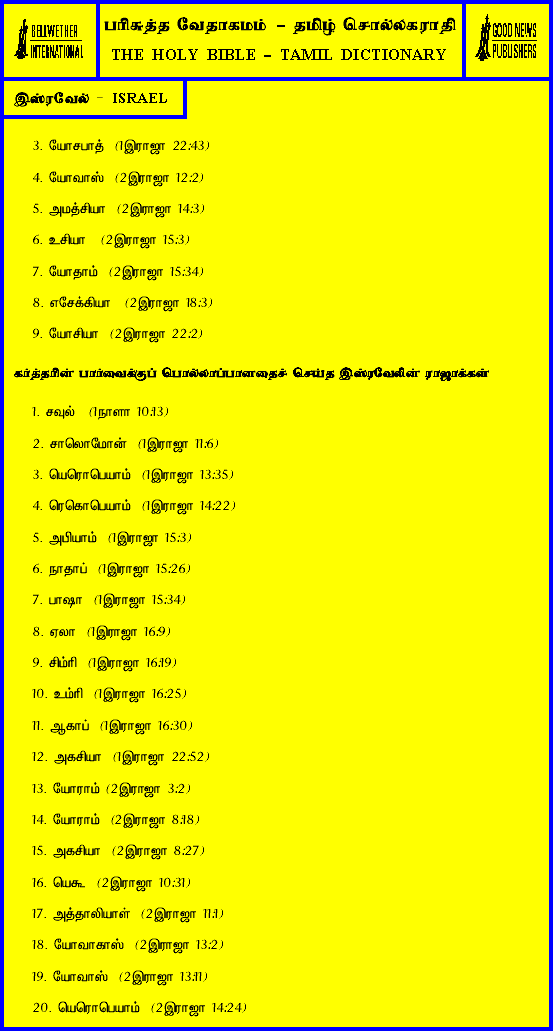 BELLWETHER
INTERNATIONAL
பரிசுத்த வேதாகமம் - தமிழ் சொல்லகராதி
THE HOLY BIBLE - TAMIL DICTIONARY
GOOD NEWS
PUBLISHERS
இஸ்ரவேல் - ISRAEL
3. யோசபாத் (1இராஜா 22:43)
4. யோவாஸ் (2இராஜா 12:2)
5. அமத்சியா (2இராஜா 14:3)
6. உசியா (2இராஜா 15:3)
7. யோதாம் (2இராஜா 15:34)
8. எசேக்கியா (2இராஜா 18:3)
9. யோசியா (2இராஜா 22:2)
கர்த்தரின் பார்வைக்குப் பொல்லாப்பானதைச் செய்த இஸ்ரவேலின் ராஜாக்கள்
1. சவுல் (1நாளா 10:13)
2. சாலொமோன் (1இராஜா 11:6)
3. யெரொபெயாம் (1இராஜா 13:35)
4. ரெகொபெயாம் (1இராஜா 14:22)
5. அபியாம் (1இராஜா 15:3)
6. நாதாப் (1இராஜா 15:26)
7. பாஷா (1இராஜா 15:34)
8. ஏலா (1இராஜா 16:9)
9. சிம்ரி (1இராஜா 16:19)
10. உம்ரி (1இராஜா 16:25)
11. ஆகாப் (1இராஜா 16:30)
12. அகசியா (1இராஜா 22:52)
13. யோராம் (2இராஜா 3:2)
14. யோராம் (2இராஜா 8:18)
15. அகசியா (2இராஜா 8:27)
16. யெகூ (2இராஜா 10:31)
17. அத்தாலியாள் (2இராஜா 11:1)
18. யோவாகாஸ் (2இராஜா 13:2)
19. யோவாஸ் (2இராஜா 13:11)
20. யெரொபெயாம் (2இராஜா 14:24)